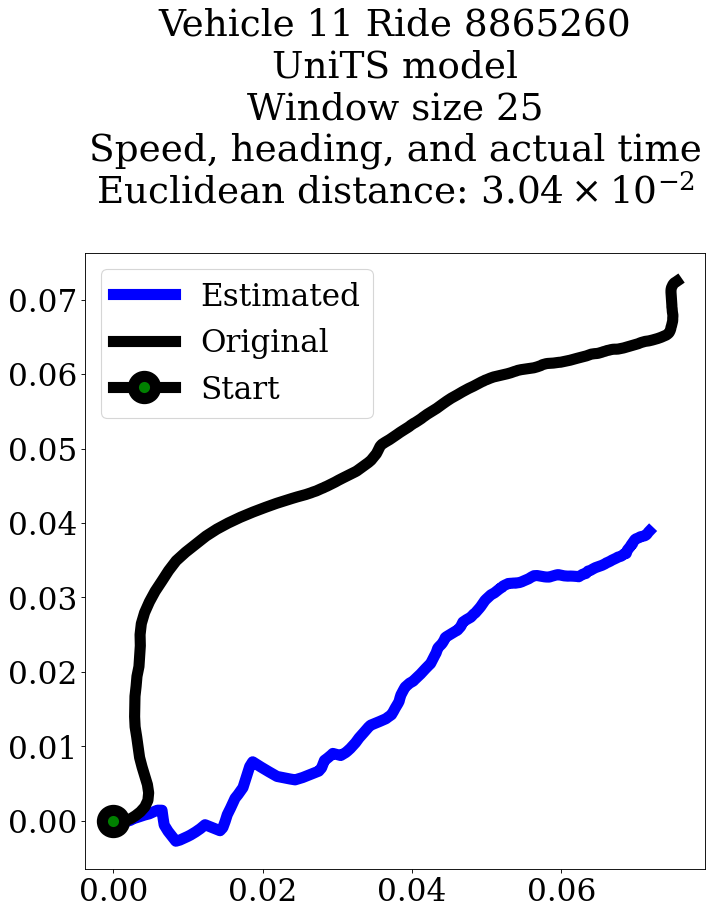 Vehicle 11 Ride 8865260
UniTS model
Window size 25
Speed, heading, and actual time
Euclidean distance: 3.04 × 10⁻²
Estimated
Original
Start
0.07
0.06
0.05
0.04
0.03
0.02
0.01
0.00
0.00 0.02 0.04 0.06